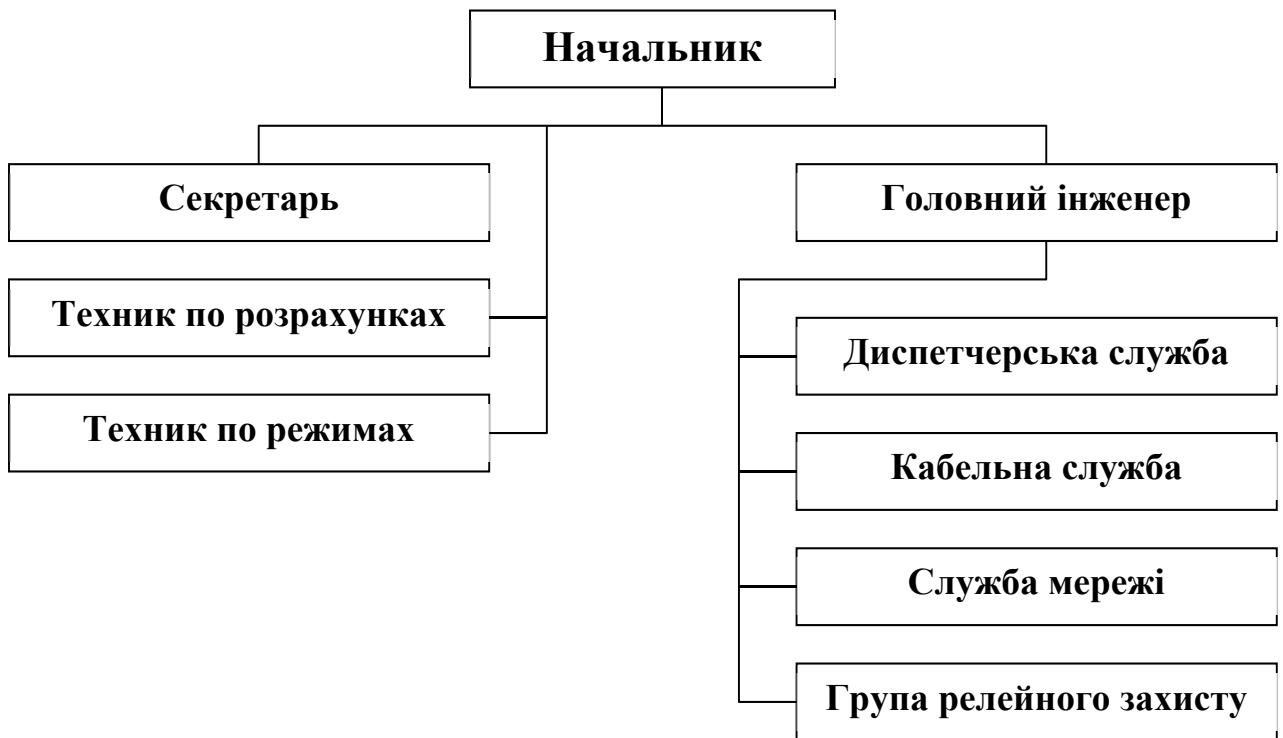 Начальник
Секретарь
Головний інженер
Техник по розрахунках
Диспетчерська служба
Техник по режимах
Кабельна служба
Служба мережі
Група релейного захисту